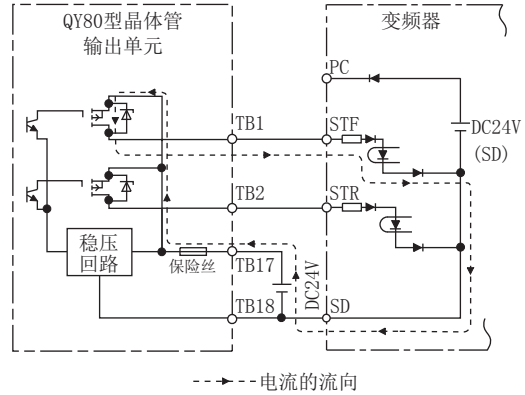 QY80型晶体管
输出单元
变频器
PC
TB1
STF
DC24V
(SD)
TB2
STR
稳压
回路
保险丝
TB17
DC24V
TB18
SD
电流的流向